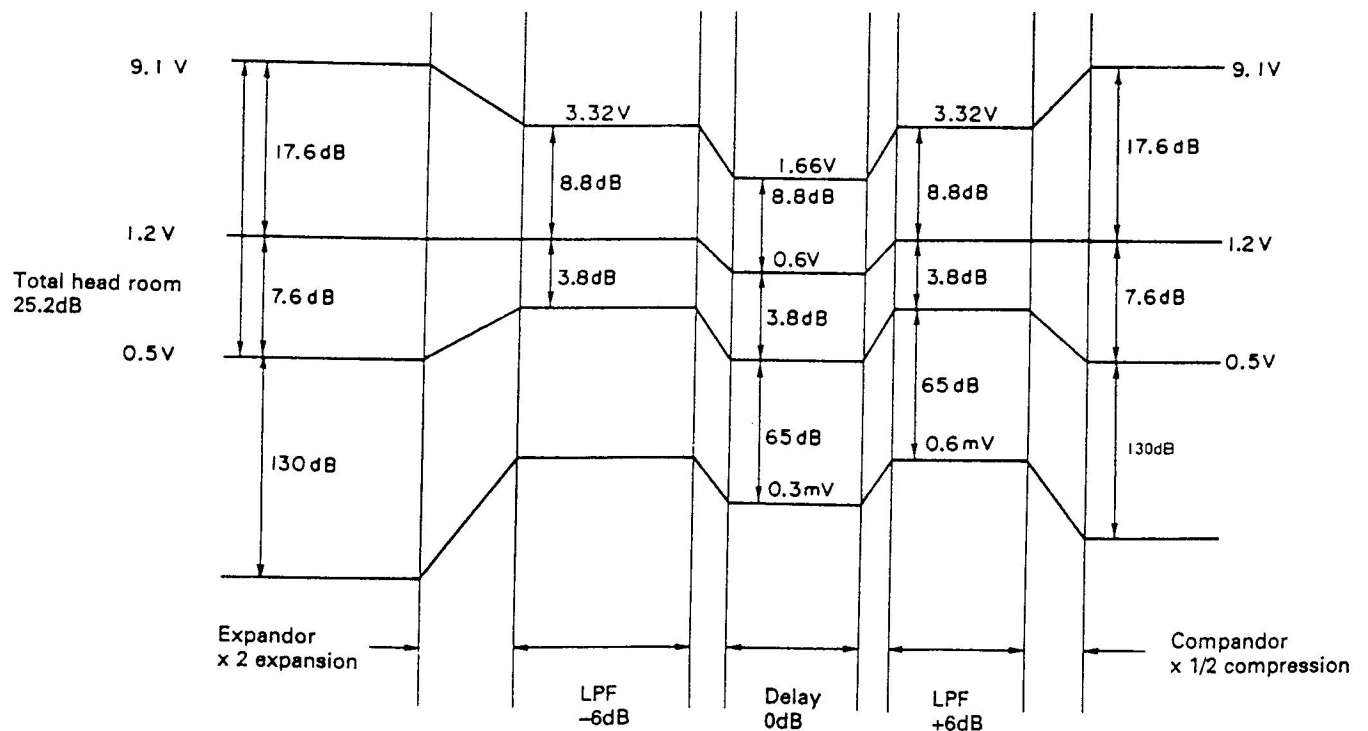 9.1 V
9.1V
3.32V
3.32V
17.6dB
17.6dB
8.8dB
1.66V
8.8dB
8.8dB
1.2V
1.2V
0.6V
Total head room
25.2dB
7.6dB
3.8dB
3.8dB
3.8dB
7.6dB
0.5V
0.5V
65dB
65dB
130dB
0.6mV
130dB
0.3mV
Expandor
x 2 expansion
Compandor
x 1/2 compression
LPF
–6dB
Delay
0dB
LPF
+6dB